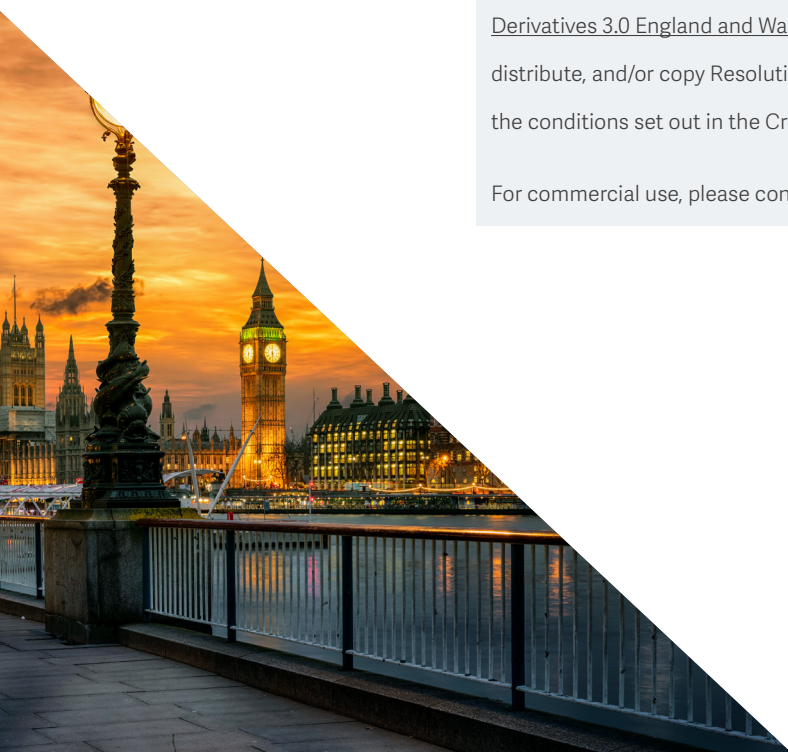 Derivatives 3.0 England and Wa
distribute, and/or copy Resoluti
the conditions set out in the Cr
For commercial use, please con